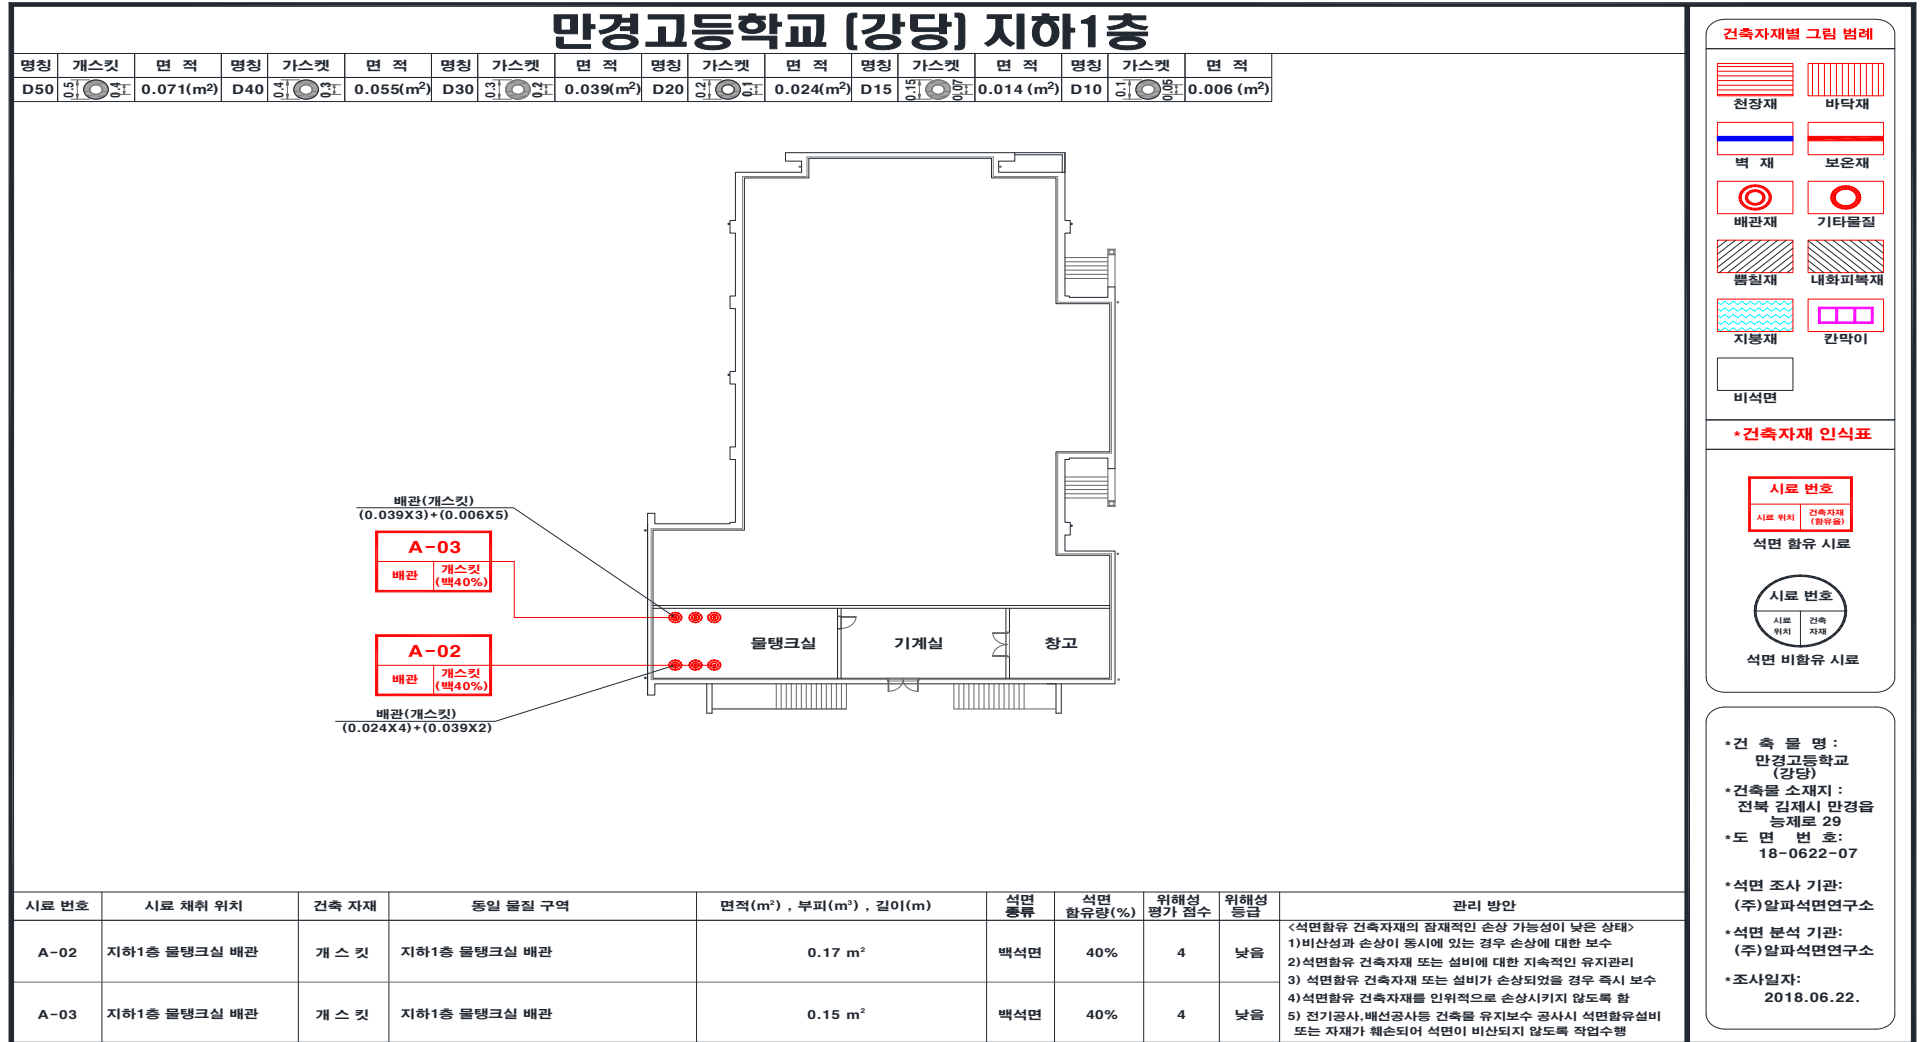 만경고등학교 (강당) 지하1층
명칭 개스킷 면 적 명칭 가스켓 면 적 명칭 가스켓 면 적 명칭 가스켓 면 적 명칭 가스켓 면 적 명칭 가스켓 면 적
D50 0.5 0.4 0.071(m²) D40 0.4 0.3 0.055(m²) D30 0.3 0.2 0.039(m²) D20 0.2 0.1 0.024(m²) D15 0.15 0.07 0.014 (m²) D10 0.1 0.05 0.006 (m²)
배관(개스킷)
(0.039X3)+(0.006X5)
A-03
배관 개스킷
(백40%)
A-02
배관 개스킷
(백40%)
배관(개스킷)
(0.024X4)+(0.039X2)
물탱크실 기계실 창고
시료 번호 시료 채취 위치 건축 자재 동일 물질 구역 면적(m²) , 부피(m³) , 길이(m) 석면 종류 석면 함유량(%) 위해성 평가 점수 위해성 등급 관리 방안
A-02 지하1층 물탱크실 배관 개 스 킷 지하1층 물탱크실 배관 0.17 m² 백석면 40% 4 낮음
A-03 지하1층 물탱크실 배관 개 스 킷 지하1층 물탱크실 배관 0.15 m² 백석면 40% 4 낮음
<석면함유 건축자재의 잠재적인 손상 가능성이 낮은 상태>
1)비산성과 손상이 동시에 있는 경우 손상에 대한 보수
2)석면함유 건축자재 또는 설비에 대한 지속적인 유지관리
3) 석면함유 건축자재 또는 설비가 손상되었을 경우 즉시 보수
4)석면함유 건축자재를 인위적으로 손상시키지 않도록 함
5) 전기공사,배선공사등 건축물 유지보수 공사시 석면함유설비
또는 자재가 훼손되어 석면이 비산되지 않도록 작업수행
건축자재별 그림 범례
천장재 바닥재
벽 재 보온재
배관재 기타물질
뿜칠재 내화피복재
지붕재 칸막이
비석면
*건축자재 인식표
시료 번호
시료 위치 건축자재
(함유율)
석면 함유 시료
시료 번호
시료 건축
위치 자재
석면 비함유 시료
*건 축 물 명 :
만경고등학교
(강당)
*건축물 소재지 :
전북 김제시 만경읍
능제로 29
*도 면 번 호:
18-0622-07
*석면 조사 기관:
(주)알파석면연구소
*석면 분석 기관:
(주)알파석면연구소
*조사일자:
2018.06.22.